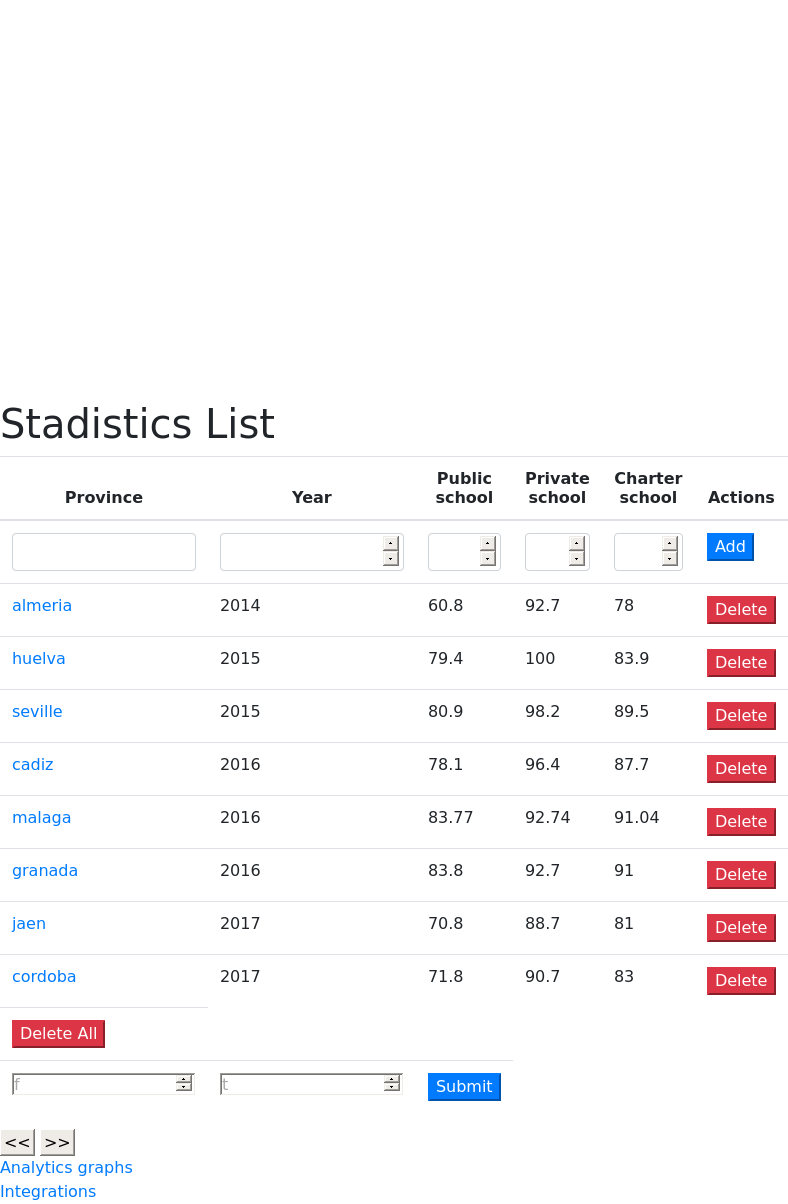 Stadistics List
Province Year Public school Private school Charter school Actions
Add
almeria 2014 60.8 92.7 78 Delete
huelva 2015 79.4 100 83.9 Delete
seville 2015 80.9 98.2 89.5 Delete
cadiz 2016 78.1 96.4 87.7 Delete
malaga 2016 83.77 92.74 91.04 Delete
granada 2016 83.8 92.7 91 Delete
jaen 2017 70.8 88.7 81 Delete
cordoba 2017 71.8 90.7 83 Delete
Delete All
f t Submit
<< >>
Analytics graphs
Integrations